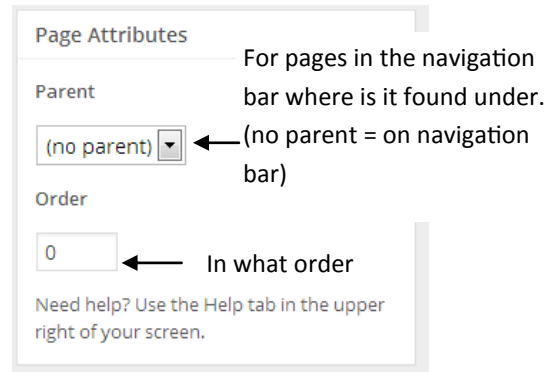 Page Attributes
For pages in the navigation
bar where is it found under.
(no parent = on navigation
bar)
Parent
(no parent)
Order
0
In what order
Need help? Use the Help tab in the upper
right of your screen.